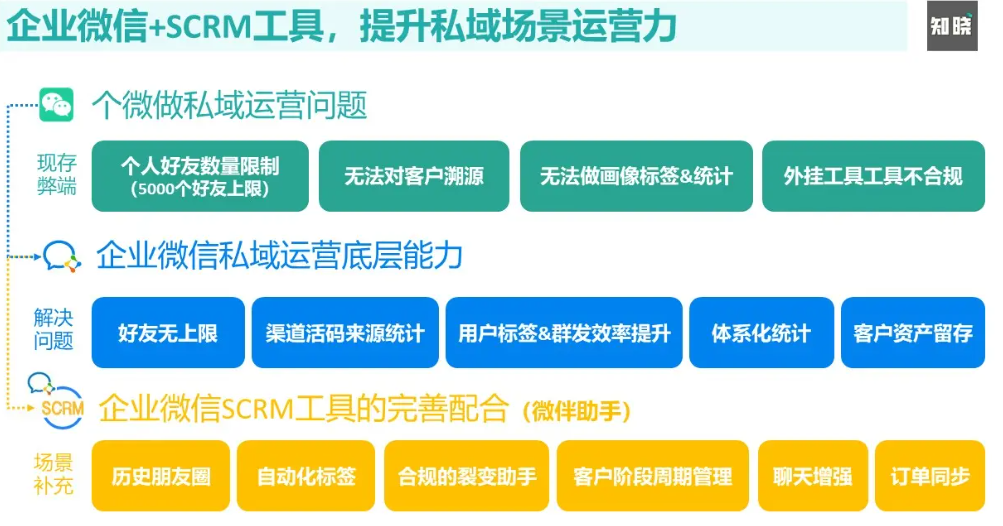 企业微信+SCRM工具，提升私域场景运营力
知晓
个微做私域运营问题
现存
弊端
个人好友数量限制
（5000个好友上限）
无法对客户溯源
无法做画像标签&统计
外挂工具工具不合规
企业微信私域运营底层能力
解决
问题
好友无上限
渠道活码来源统计
用户标签&群发效率提升
体系化统计
客户资产留存
SCRM
企业微信SCRM工具的完善配合（微伴助手）
场景
补充
历史朋友圈
自动化标签
合规的裂变助手
客户阶段周期管理
聊天增强
订单同步